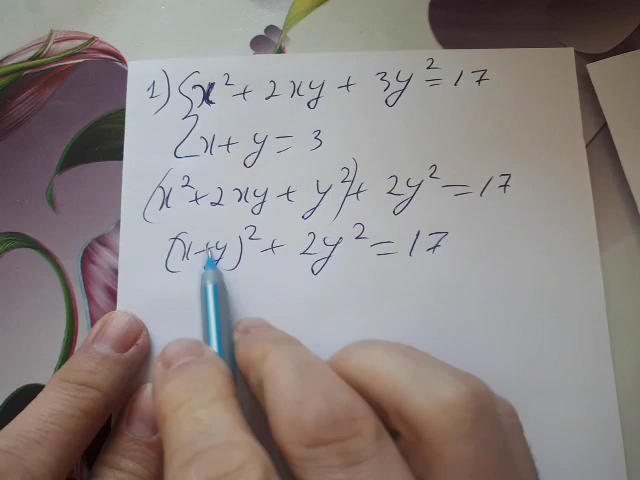 1) { x² + 2xy + 3y² = 17
{ x + y = 3
(x² + 2xy + y²) + 2y² = 17
(x + y)² + 2y² = 17